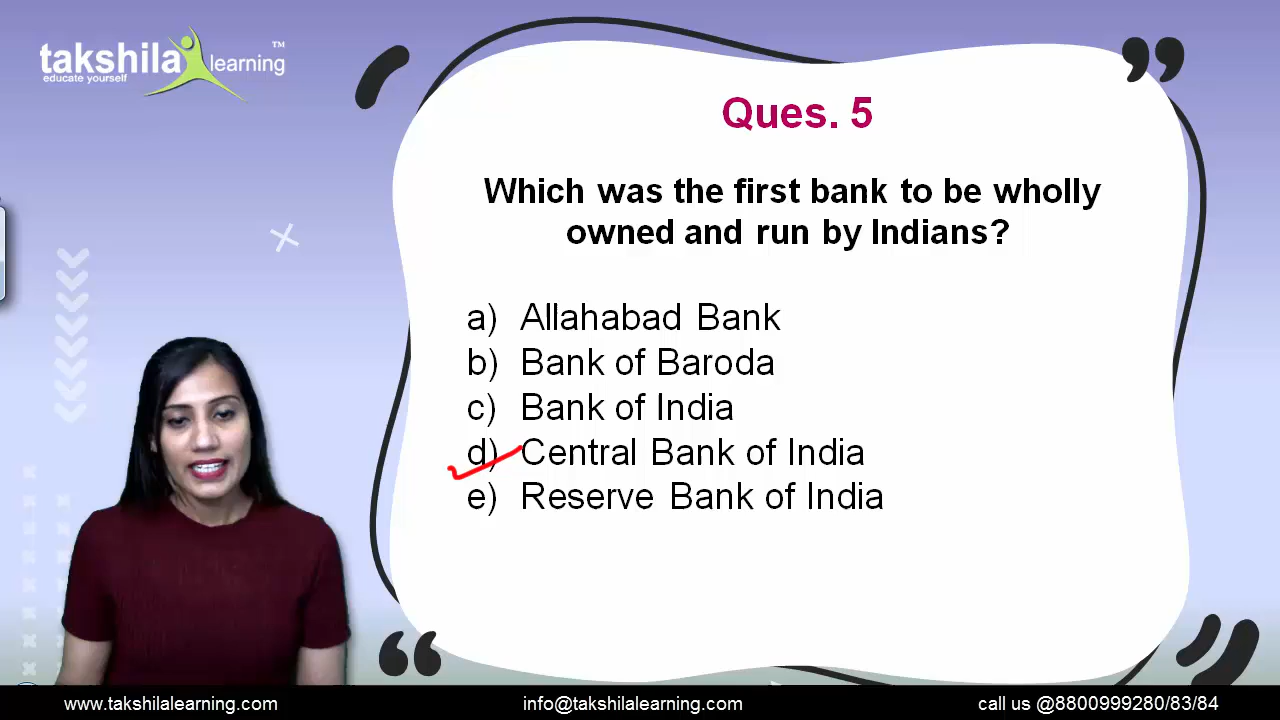 takshila learning™
educate yourself
Ques. 5
Which was the first bank to be wholly
owned and run by Indians?
a) Allahabad Bank
b) Bank of Baroda
c) Bank of India
d) Central Bank of India
e) Reserve Bank of India
www.takshilalearning.com info@takshilalearning.com call us @8800999280/83/84